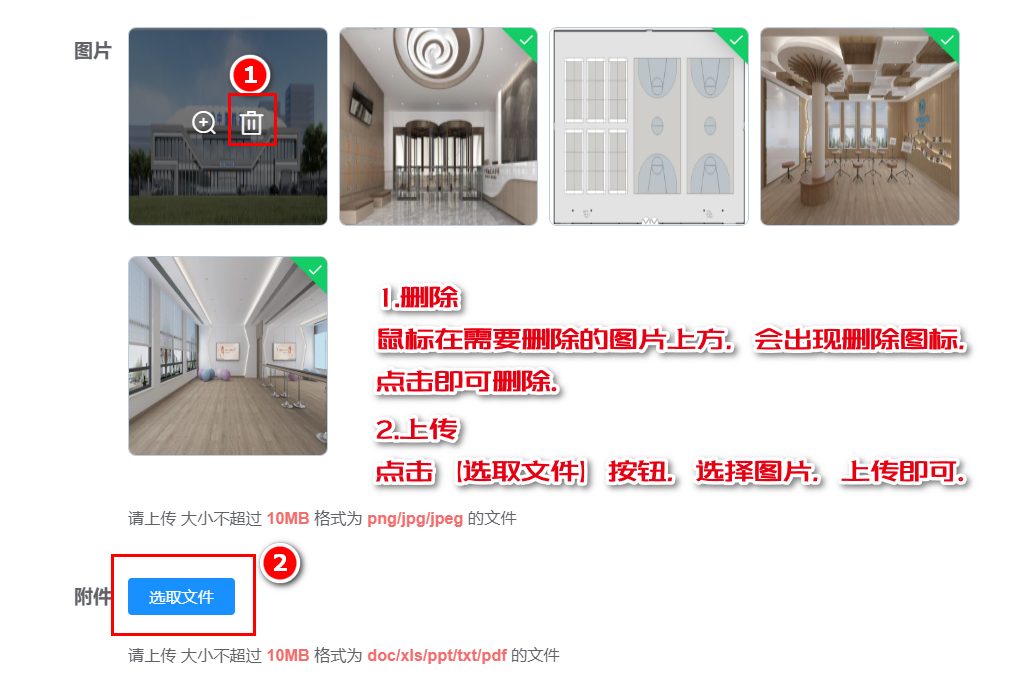 图片
1
1.删除
鼠标在需要删除的图片上方，会出现删除图标，
点击即可删除。
2.上传
点击【选取文件】按钮，选择图片，上传即可。
请上传 大小不超过 10MB 格式为 png/jpg/jpeg 的文件
2
附件
选取文件
请上传 大小不超过 10MB 格式为 doc/xls/ppt/txt/pdf 的文件